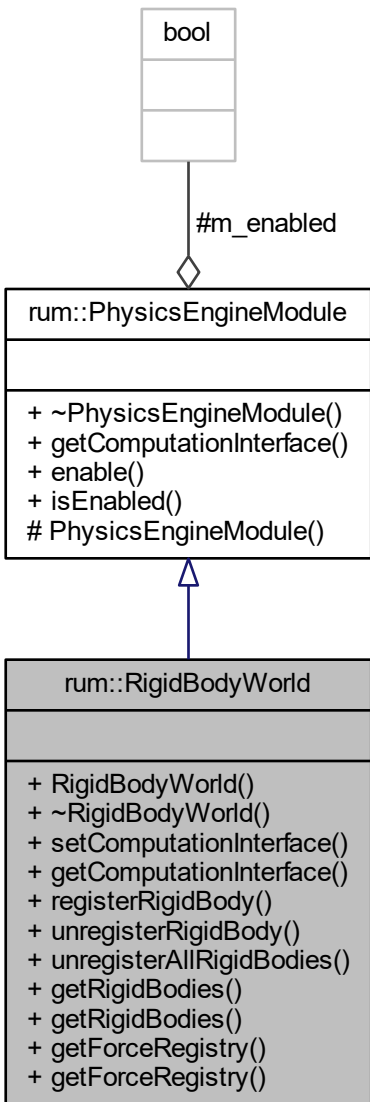 bool
#m_enabled
rum::PhysicsEngineModule
+ ~PhysicsEngineModule()
+ getComputationInterface()
+ enable()
+ isEnabled()
# PhysicsEngineModule()
rum::RigidBodyWorld
+ RigidBodyWorld()
+ ~RigidBodyWorld()
+ setComputationInterface()
+ getComputationInterface()
+ registerRigidBody()
+ unregisterRigidBody()
+ unregisterAllRigidBodies()
+ getRigidBodies()
+ getRigidBodies()
+ getForceRegistry()
+ getForceRegistry()